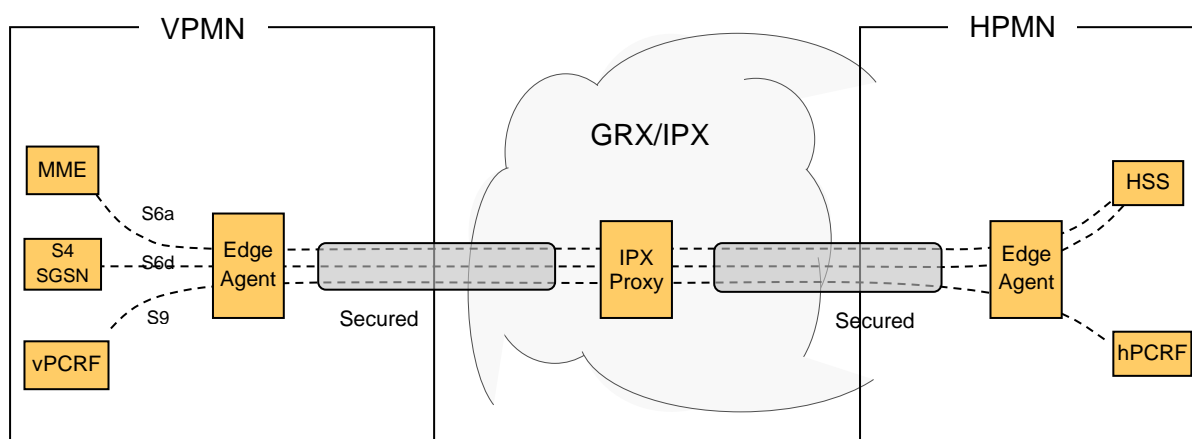 VPMN
HPMN
GRX/IPX
MME
HSS
S6a
S4
SGSN
S6d
Edge
Agent
IPX
Proxy
Edge
Agent
S9
Secured
Secured
vPCRF
hPCRF